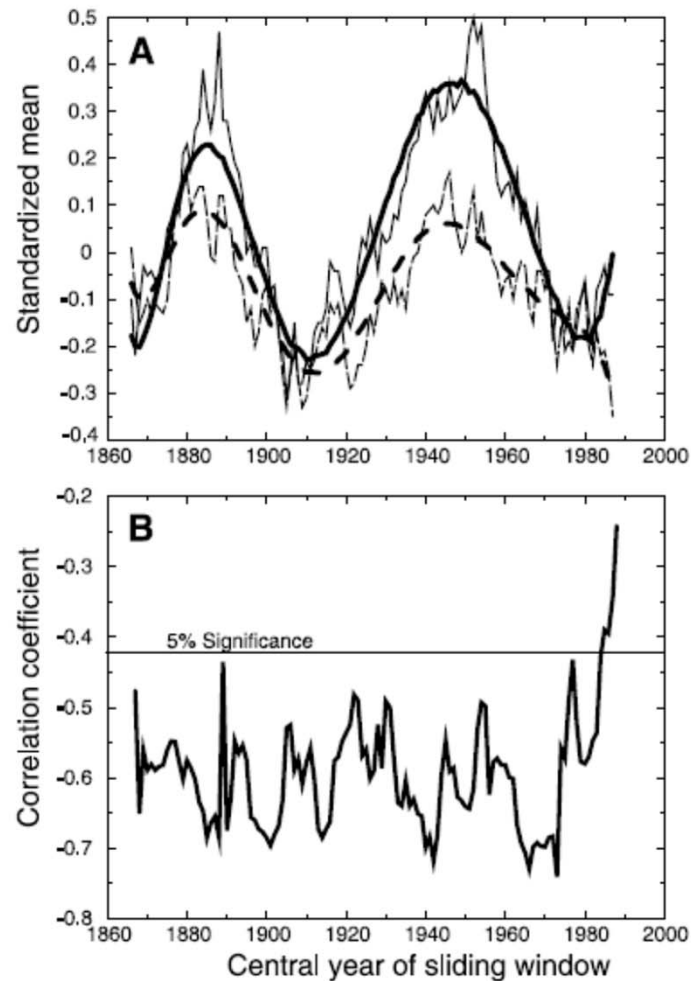 A
Standardized mean
0.5
0.4
0.3
0.2
0.1
0
-0.1
-0.2
-0.3
-0.4
1860 1880 1900 1920 1940 1960 1980 2000
B
Correlation coefficient
-0.2
-0.3
-0.4
-0.5
-0.6
-0.7
-0.8
5% Significance
1860 1880 1900 1920 1940 1960 1980 2000
Central year of sliding window